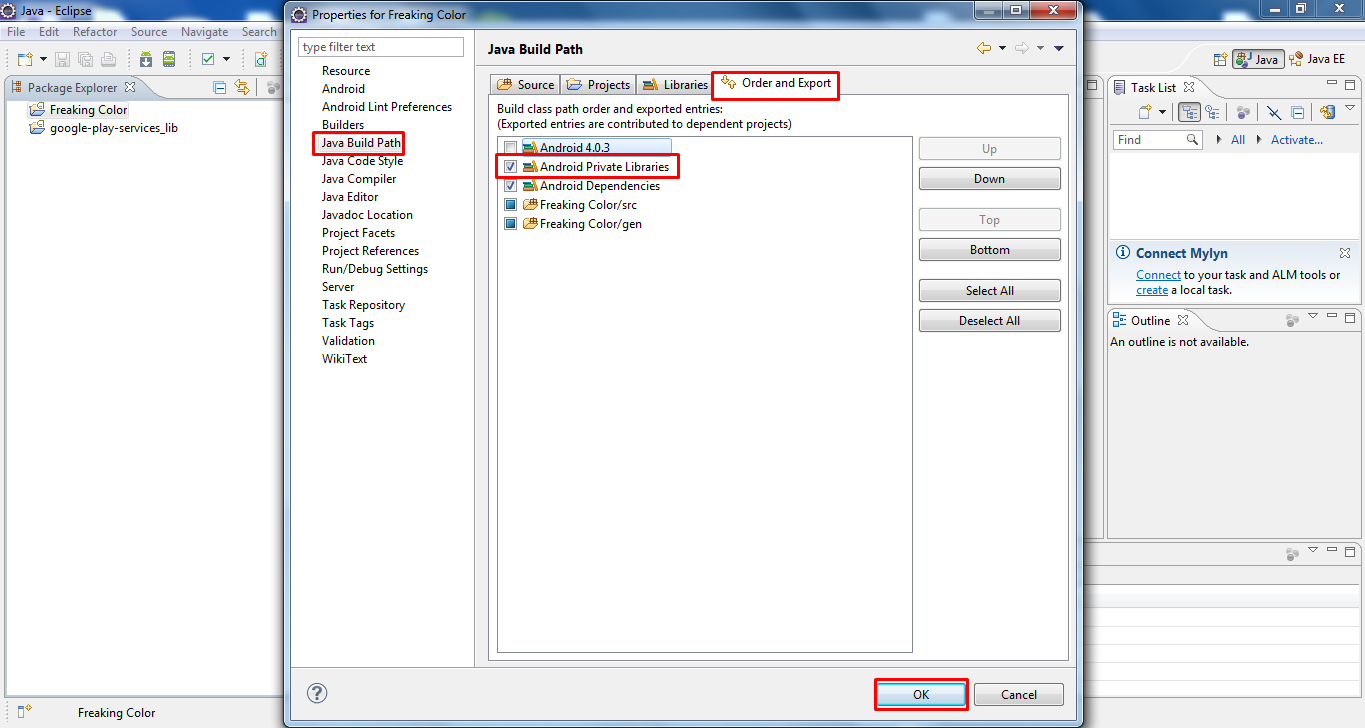 Java - Eclipse
File Edit Refactor Source Navigate Search
Package Explorer
Freaking Color
google-play-services_lib
Properties for Freaking Color
type filter text
Resource
Android
Android Lint Preferences
Builders
Java Build Path
Java Code Style
Java Compiler
Java Editor
Javadoc Location
Project Facets
Project References
Run/Debug Settings
Server
Task Repository
Task Tags
Validation
WikiText
Java Build Path
Source Projects Libraries Order and Export
Build class path order and exported entries:
(Exported entries are contributed to dependent projects)
Android 4.0.3
Android Private Libraries
Android Dependencies
Freaking Color/src
Freaking Color/gen
Up
Down
Top
Bottom
Select All
Deselect All
OK Cancel
Java Java EE
Task List
Find All Activate...
Connect Mylyn
Connect to your task and ALM tools or
create a local task.
Outline
An outline is not available.
Freaking Color